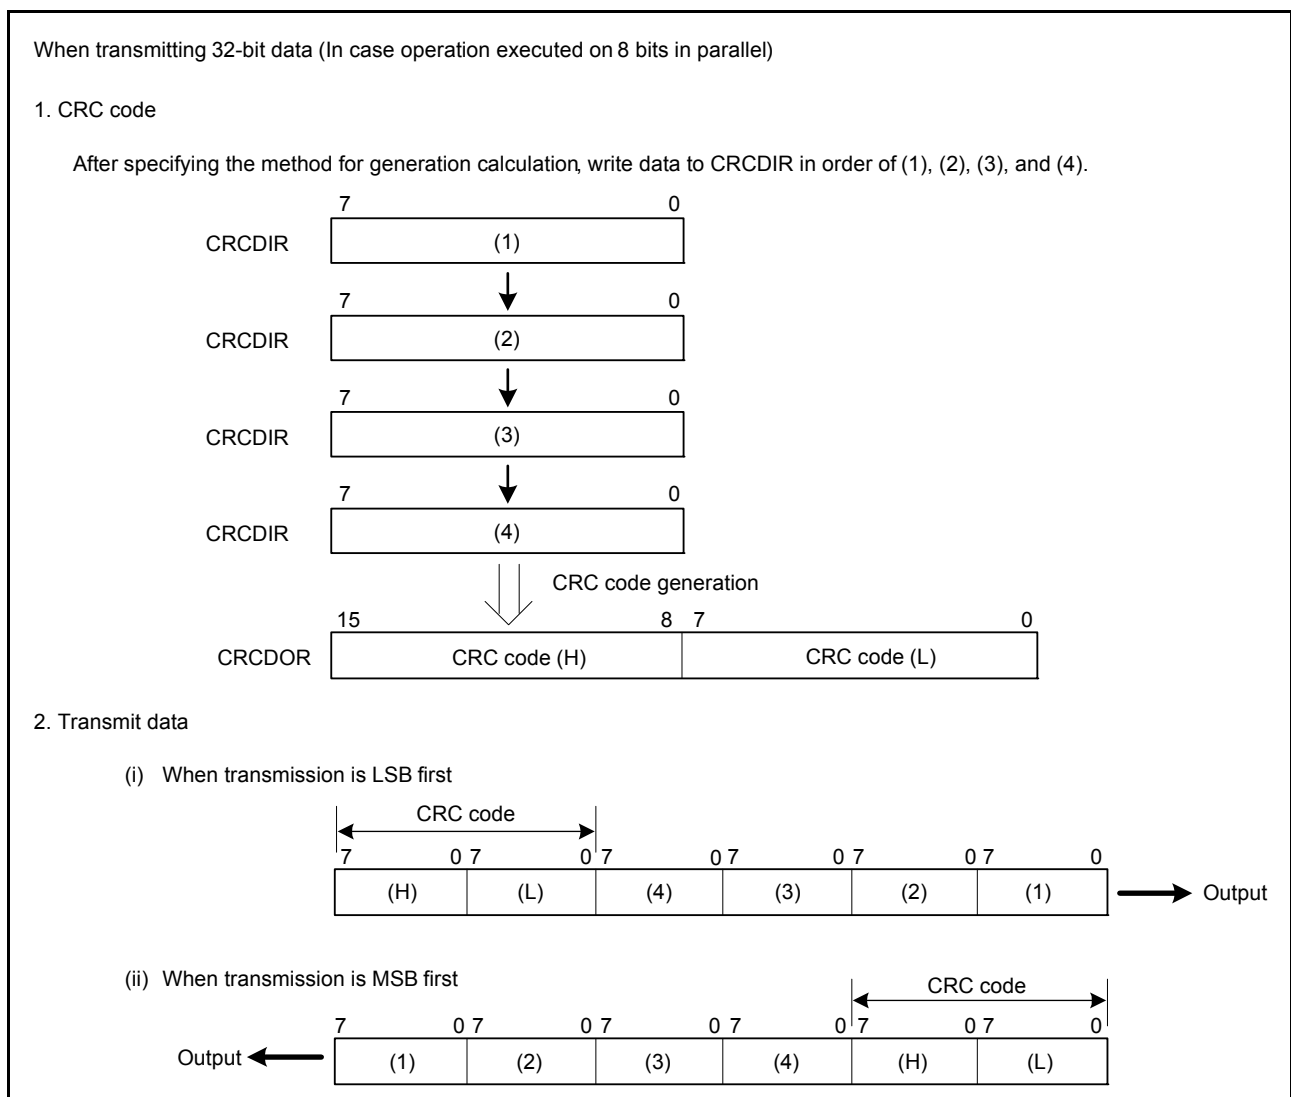 When transmitting 32-bit data (In case operation executed on 8 bits in parallel)
1. CRC code
After specifying the method for generation calculation, write data to CRCDIR in order of (1), (2), (3), and (4).
7 0
CRCDIR (1)
7 0
CRCDIR (2)
7 0
CRCDIR (3)
7 0
CRCDIR (4)
CRC code generation
15 8 7 0
CRCDOR CRC code (H) CRC code (L)
2. Transmit data
(i) When transmission is LSB first
CRC code
7 0 7 0 7 0 7 0 7 0 7 0
(H) (L) (4) (3) (2) (1) Output
(ii) When transmission is MSB first
CRC code
7 0 7 0 7 0 7 0 7 0 7 0
Output (1) (2) (3) (4) (H) (L)